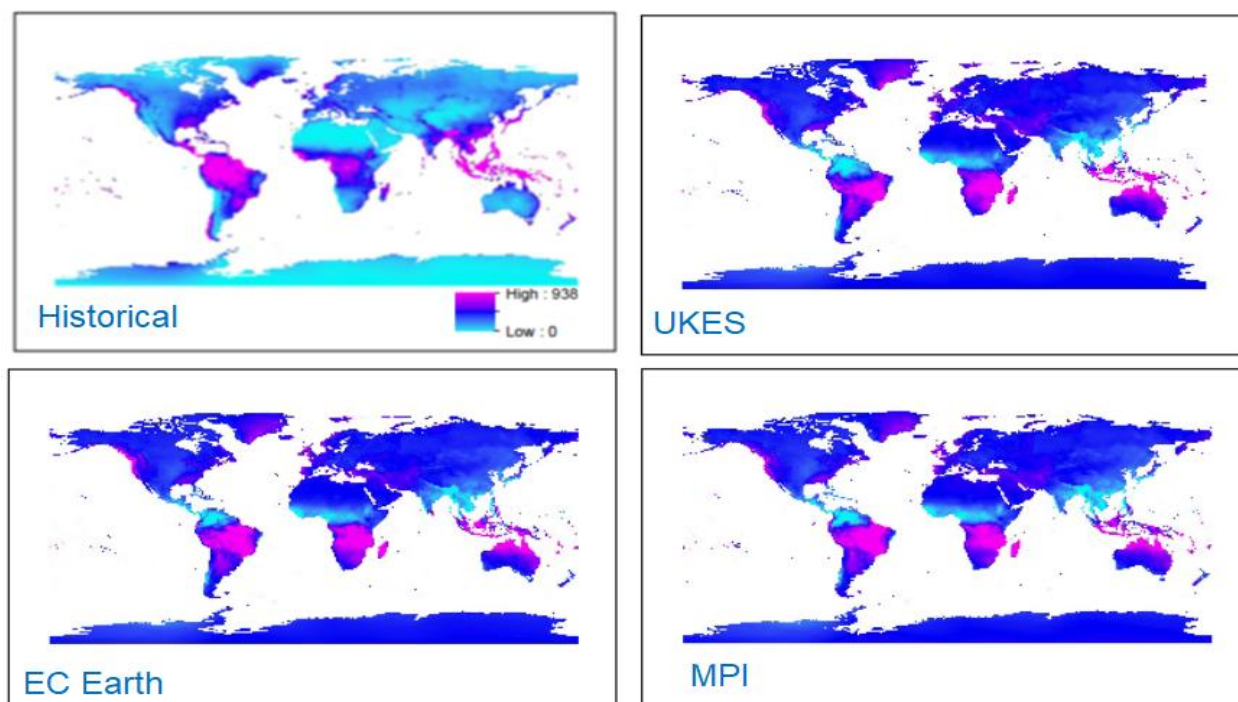 Historical
High : 938
Low : 0
UKES
EC Earth
MPI